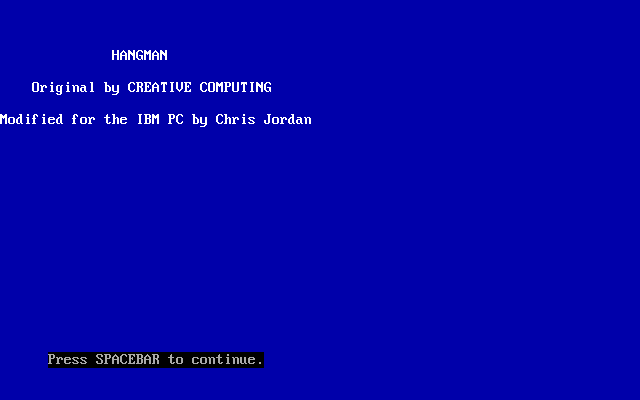 HANGMAN
Original by CREATIVE COMPUTING
Modified for the IBM PC by Chris Jordan
Press SPACEBAR to continue.